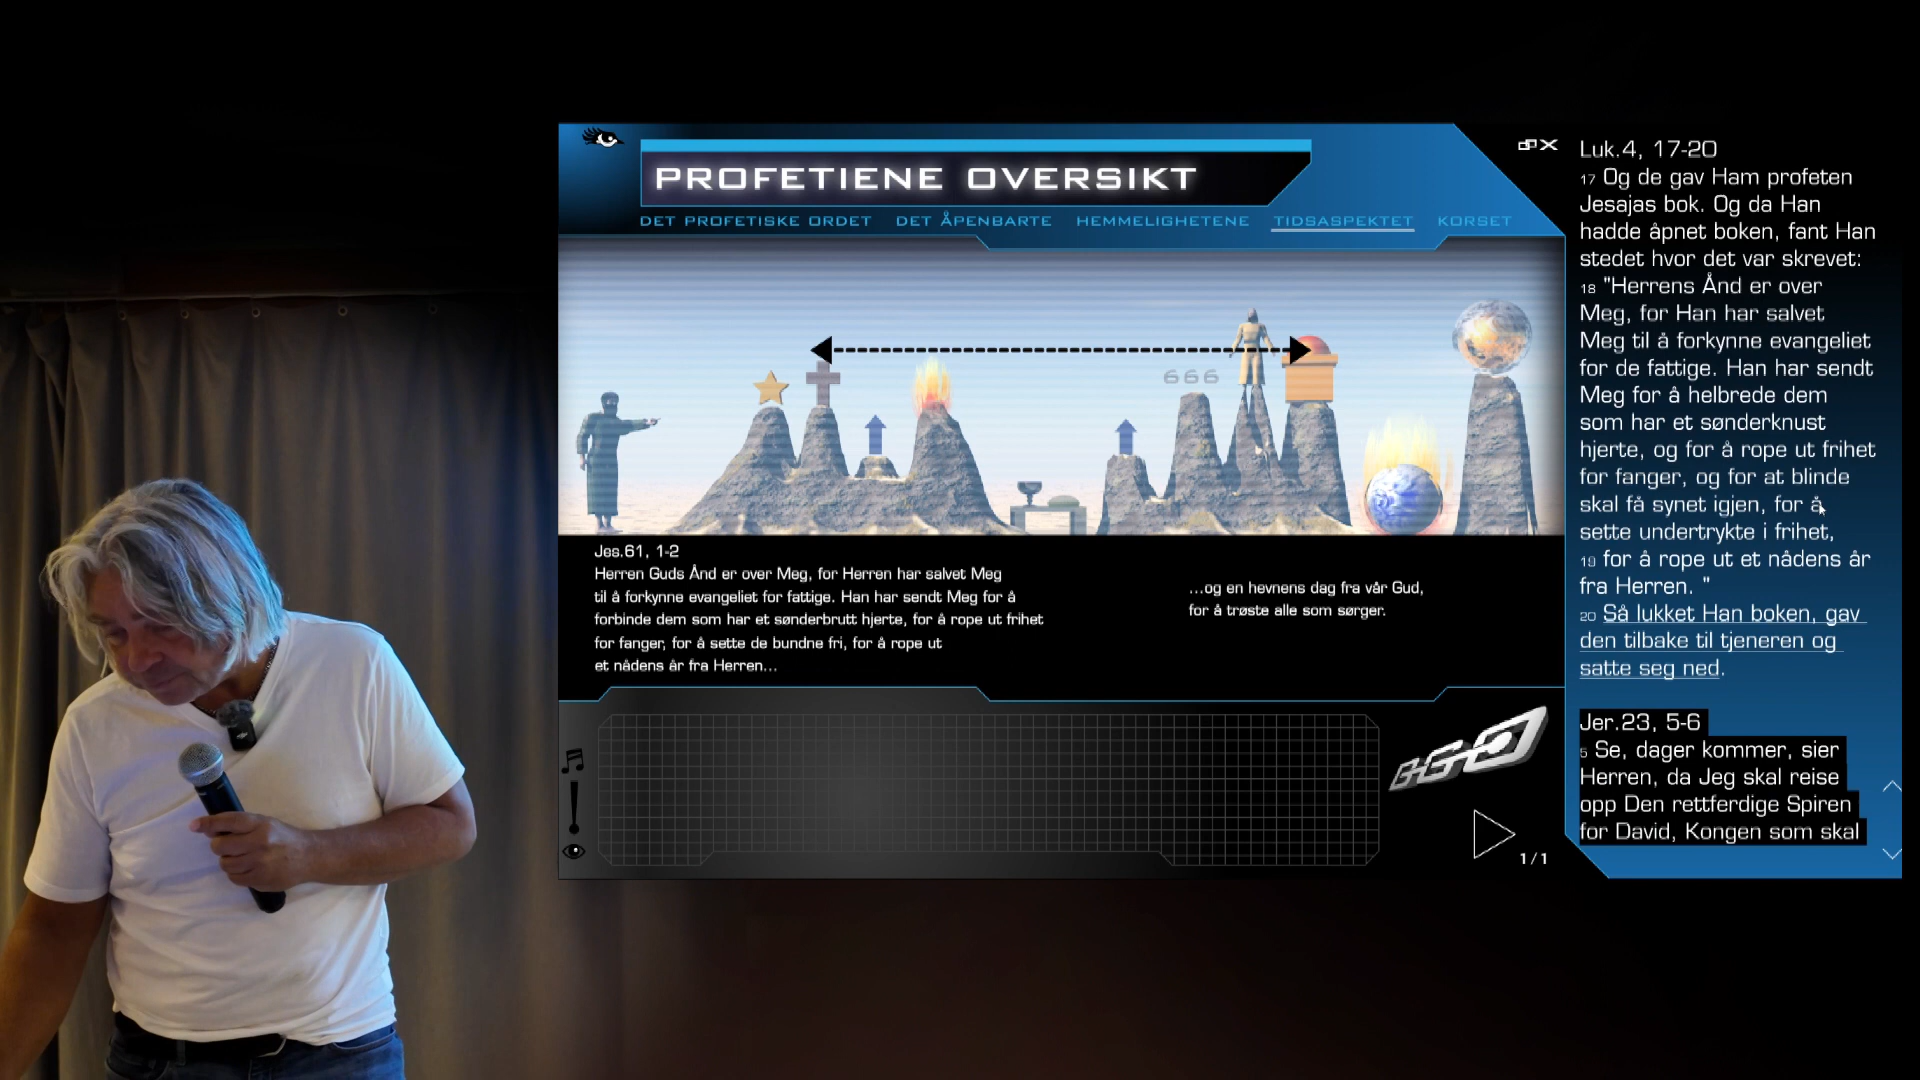 PROFETIENE OVERSIKT
DET PROFETISKE ORDET DET ÅPENBARTE HEMMELIGHETENE TIDSASPEKTET KORSET
666
Jes.61, 1-2
Herren Guds Ånd er over Meg, for Herren har salvet Meg
til å forkynne evangeliet for fattige. Han har sendt Meg for å
forbinde dem som har et sønderbrutt hjerte, for å rope ut frihet
for fanger, for å sette de bundne fri, for å rope ut
et nådens år fra Herren...
...og en hevnens dag fra vår Gud,
for å trøste alle som sørger.
1/1
Luk.4, 17-20
17 Og de gav Ham profeten
Jesajas bok. Og da Han
hadde åpnet boken, fant Han
stedet hvor det var skrevet:
18 "Herrens Ånd er over
Meg, for Han har salvet
Meg til å forkynne evangeliet
for de fattige. Han har sendt
Meg for å helbrede dem
som har et sønderknust
hjerte, og for å rope ut frihet
for fanger, og for at blinde
skal få synet igjen, for å
sette undertrykte i frihet,
19 for å rope ut et nådens år
fra Herren. "
20 Så lukket Han boken, gav
den tilbake til tjeneren og
satte seg ned.
Jer.23, 5-6
5 Se, dager kommer, sier
Herren, da Jeg skal reise
opp Den rettferdige Spiren
for David, Kongen som skal